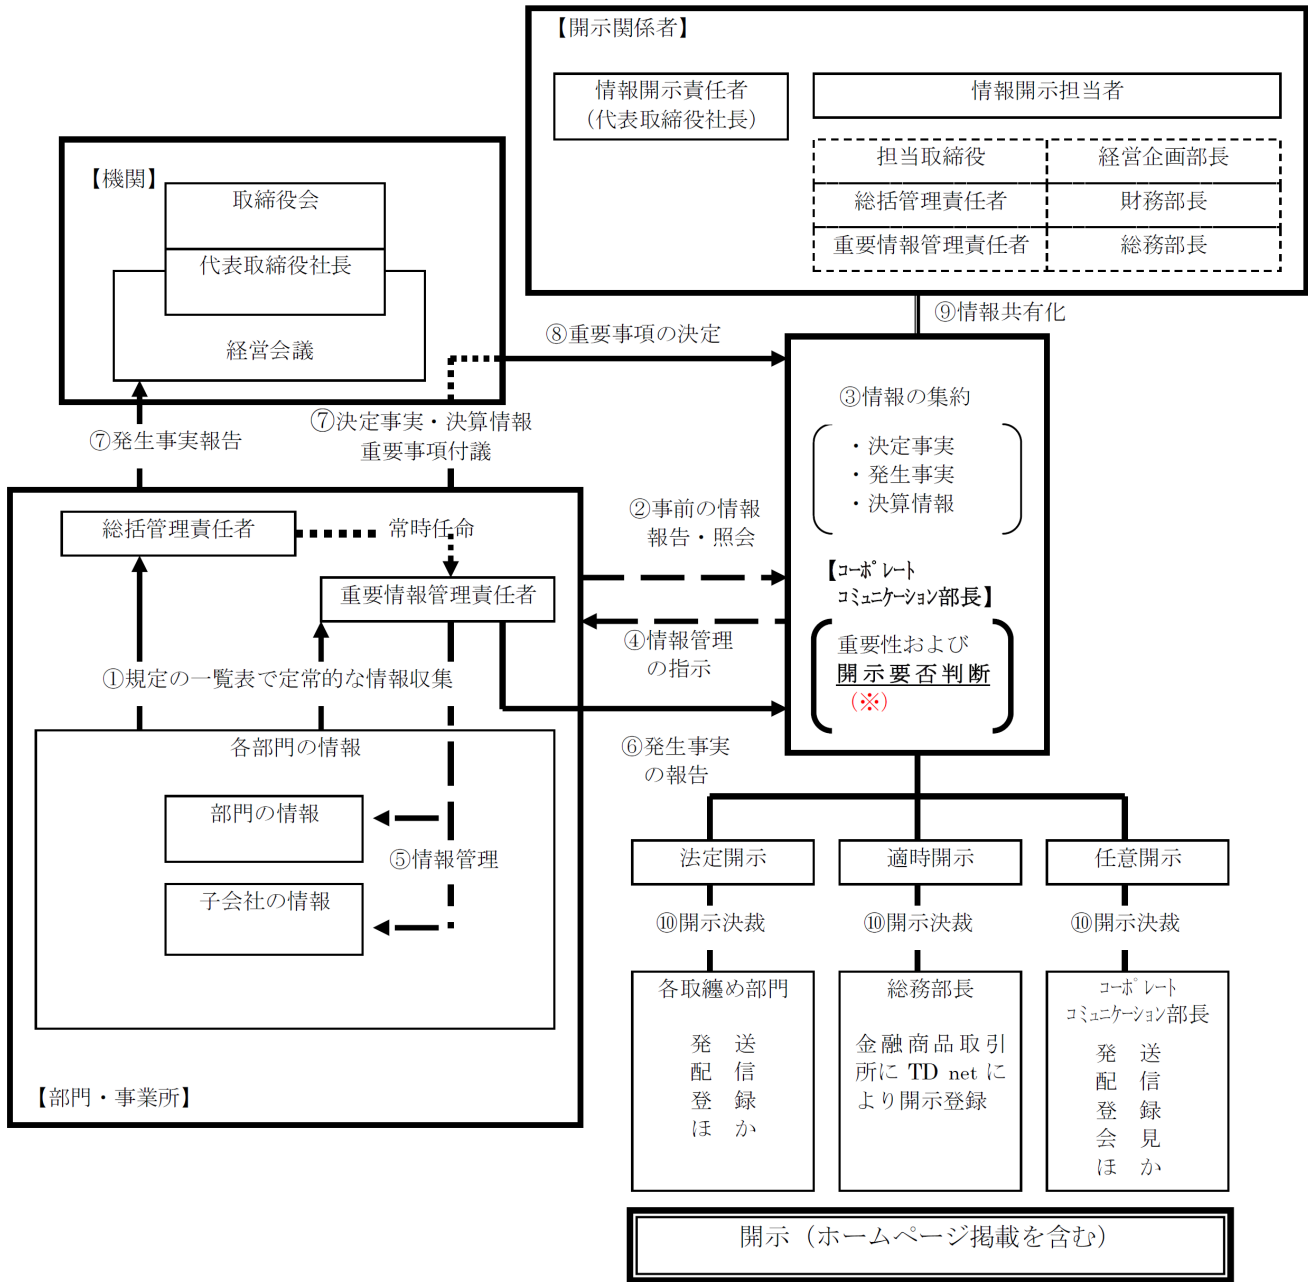 【開示関係者】
情報開示責任者
（代表取締役社長）
情報開示担当者
担当取締役
経営企画部長
総括管理責任者
財務部長
重要情報管理責任者
総務部長
【機関】
取締役会
代表取締役社長
経営会議
⑨情報共有化
⑧重要事項の決定
⑦発生事実報告
⑦決定事実・決算情報
重要事項付議
③情報の集約
・決定事実
・発生事実
・決算情報
総括管理責任者
常時任命
重要情報管理責任者
②事前の情報
報告・照会
【コーポレート
コミュニケーション部長】
④情報管理
の指示
重要性および
開示要否判断
（※）
①規定の一覧表で定常的な情報収集
⑥発生事実
の報告
各部門の情報
部門の情報
⑤情報管理
子会社の情報
【部門・事業所】
法定開示
適時開示
任意開示
⑩開示決裁
⑩開示決裁
⑩開示決裁
各取纏め部門
発　送
配　信
登　録
ほ　か
総務部長
金融商品取引
所に TD net に
より開示登録
コーポレート
コミュニケーション部長
発　送
配　信
登　録
会　見
ほ　か
開示（ホームページ掲載を含む）